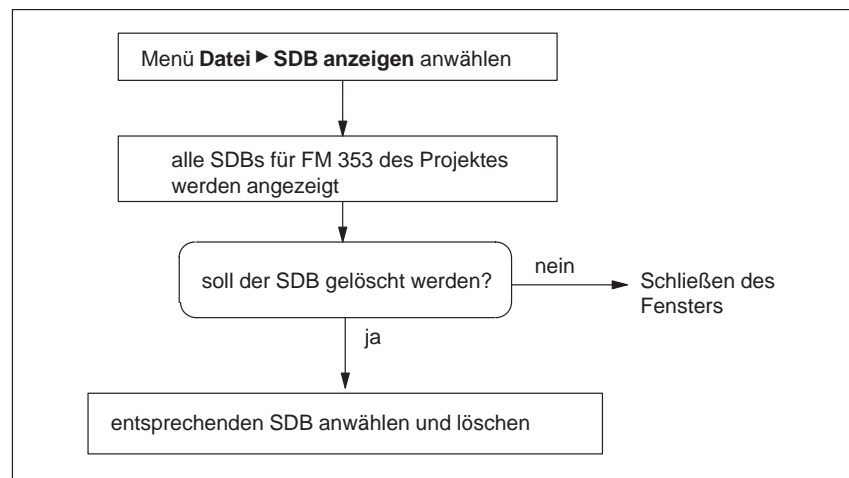 Menü Datei ► SDB anzeigen anwählen
alle SDBs für FM 353 des Projektes
werden angezeigt
soll der SDB gelöscht werden?
nein
Schließen des
Fensters
ja
entsprechenden SDB anwählen und löschen